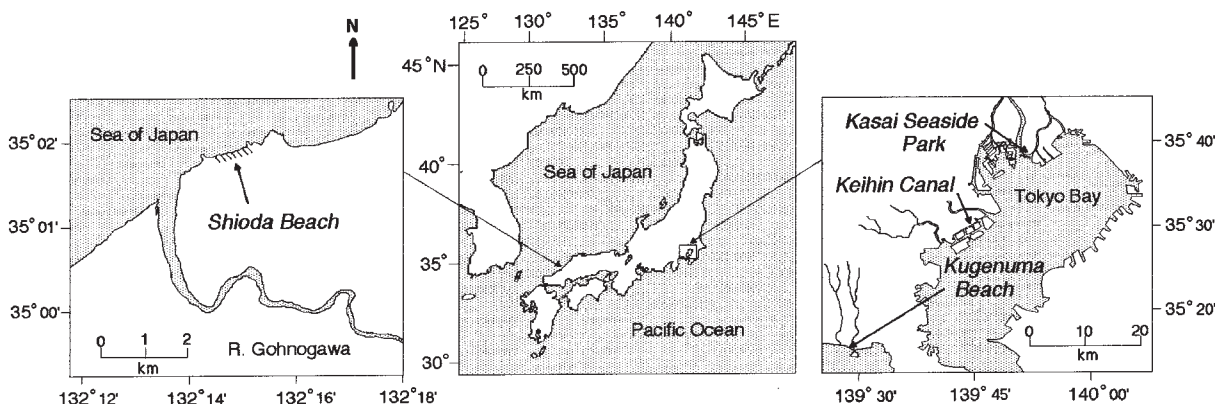 N
Sea of Japan
Shioda Beach
R. Gohnogawa
0 1 2
km
35° 02'
35° 01'
35° 00'
132° 12' 132° 14' 132° 16' 132° 18'
125° 130° 135° 140° 145° E
45° N
40°
35°
30°
0 250 500
km
Sea of Japan
Pacific Ocean
Kasai Seaside
Park
Keihin Canal
Tokyo Bay
Kugenuma
Beach
0 10 20
km
35° 40'
35° 30'
35° 20'
139° 30' 139° 45' 140° 00'